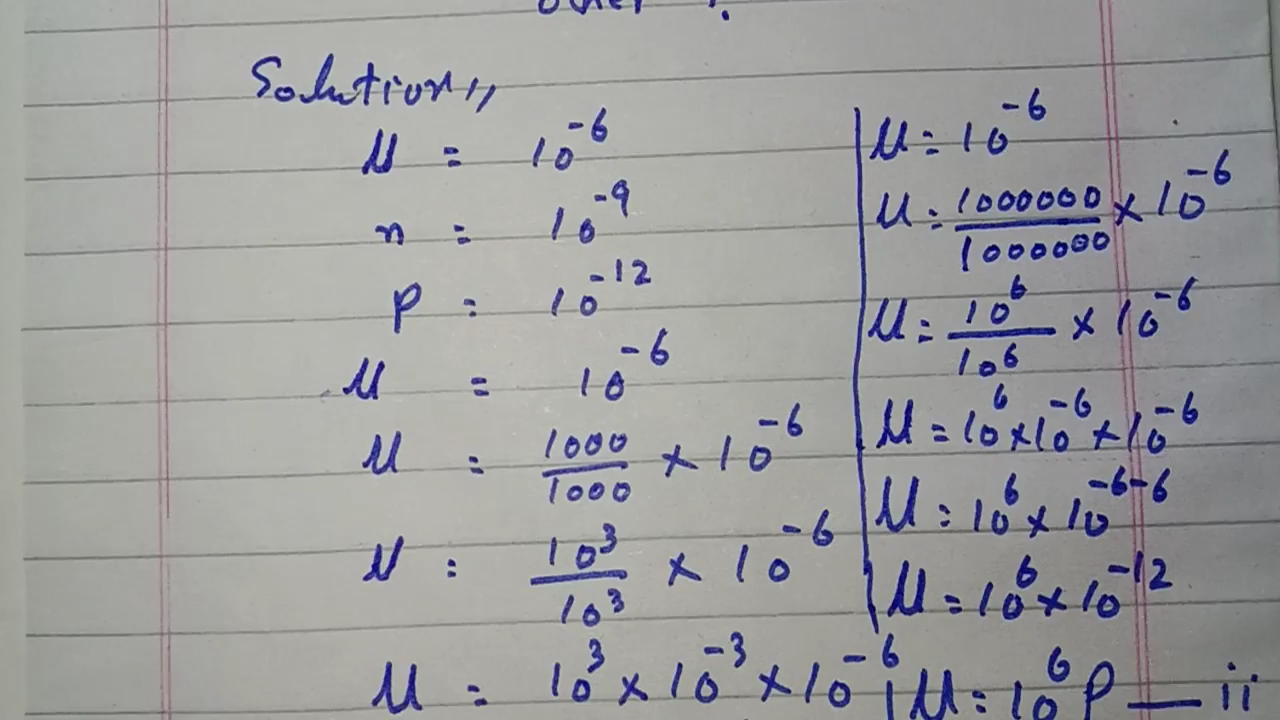 other ?
Solution,,
μ = 10^-6
n = 10^-9
p = 10^-12
μ = 10^-6
μ = 1000/1000 × 10^-6
μ = 10^3/10^3 × 10^-6
μ = 10^3 × 10^-3 × 10^-6
μ = 10^-6
μ = 1000000/1000000 × 10^-6
μ = 10^6/10^6 × 10^-6
μ = 10^6 × 10^-6 × 10^-6
μ = 10^6 × 10^-6-6
μ = 10^6 × 10^-12
μ = 10^6 p — ii